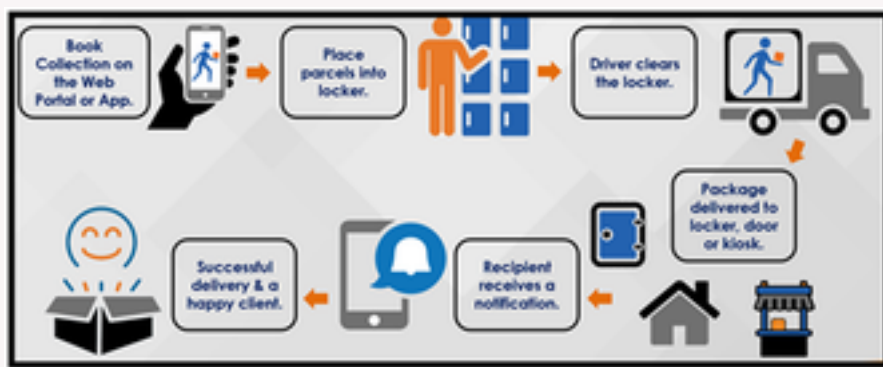 Book
Collection on
the Web
Portal or App.
Place
parcels into
locker.
Driver clears
the locker.
Package
delivered to
locker, door
or kiosk.
Recipient
receives a
notification.
Successful
delivery & a
happy client.